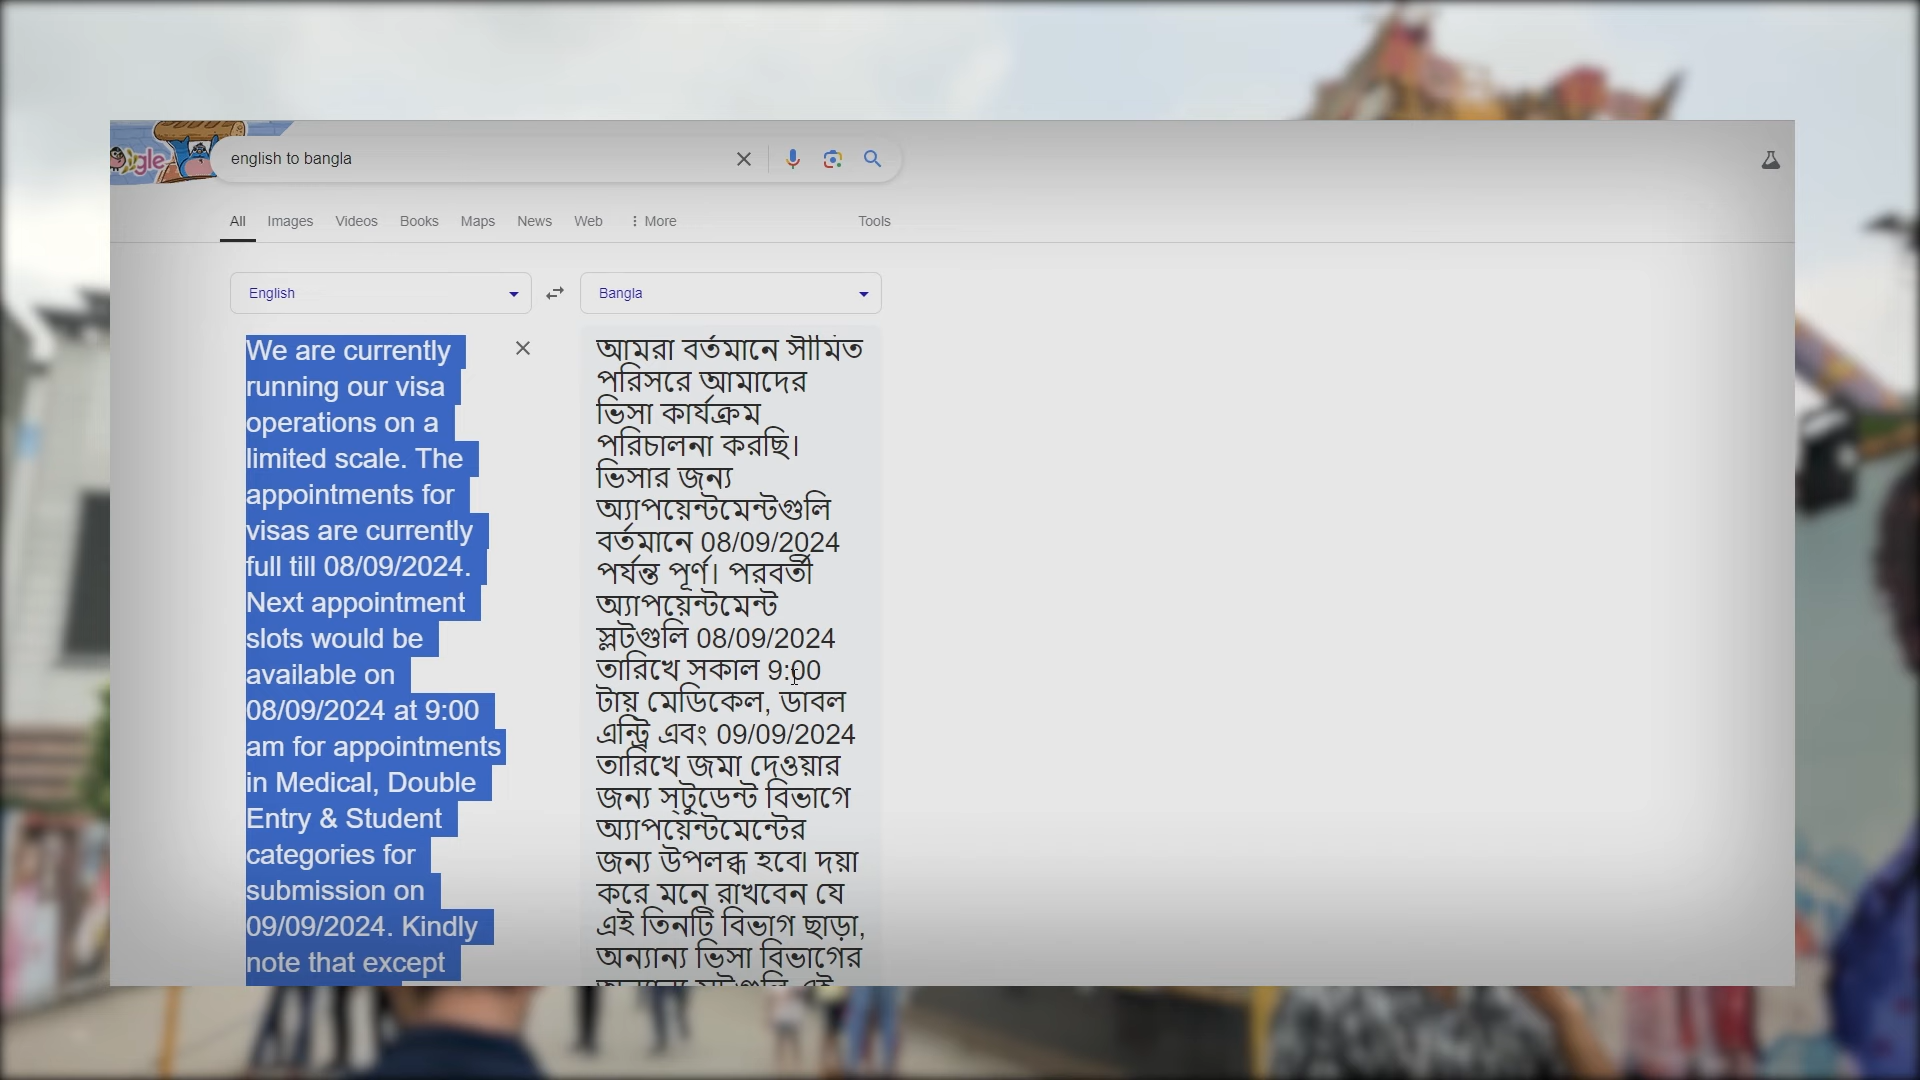 gle
english to bangla
All Images Videos Books Maps News Web More Tools
English
Bangla
We are currently
running our visa
operations on a
limited scale. The
appointments for
visas are currently
full till 08/09/2024.
Next appointment
slots would be
available on
08/09/2024 at 9:00
am for appointments
in Medical, Double
Entry & Student
categories for
submission on
09/09/2024. Kindly
note that except
আমরা বর্তমানে সীমিত
পরিসরে আমাদের
ভিসা কার্যক্রম
পরিচালনা করছি।
ভিসার জন্য
অ্যাপয়েন্টমেন্টগুলি
বর্তমানে 08/09/2024
পর্যন্ত পূর্ণ। পরবর্তী
অ্যাপয়েন্টমেন্ট
স্লটগুলি 08/09/2024
তারিখে সকাল 9:00
টায় মেডিকেল, ডাবল
এন্ট্রি এবং 09/09/2024
তারিখে জমা দেওয়ার
জন্য স্টুডেন্ট বিভাগে
অ্যাপয়েন্টমেন্টের
জন্য উপলব্ধ হবে৷ দয়া
করে মনে রাখবেন যে
এই তিনটি বিভাগ ছাড়া,
অন্যান্য ভিসা বিভাগের